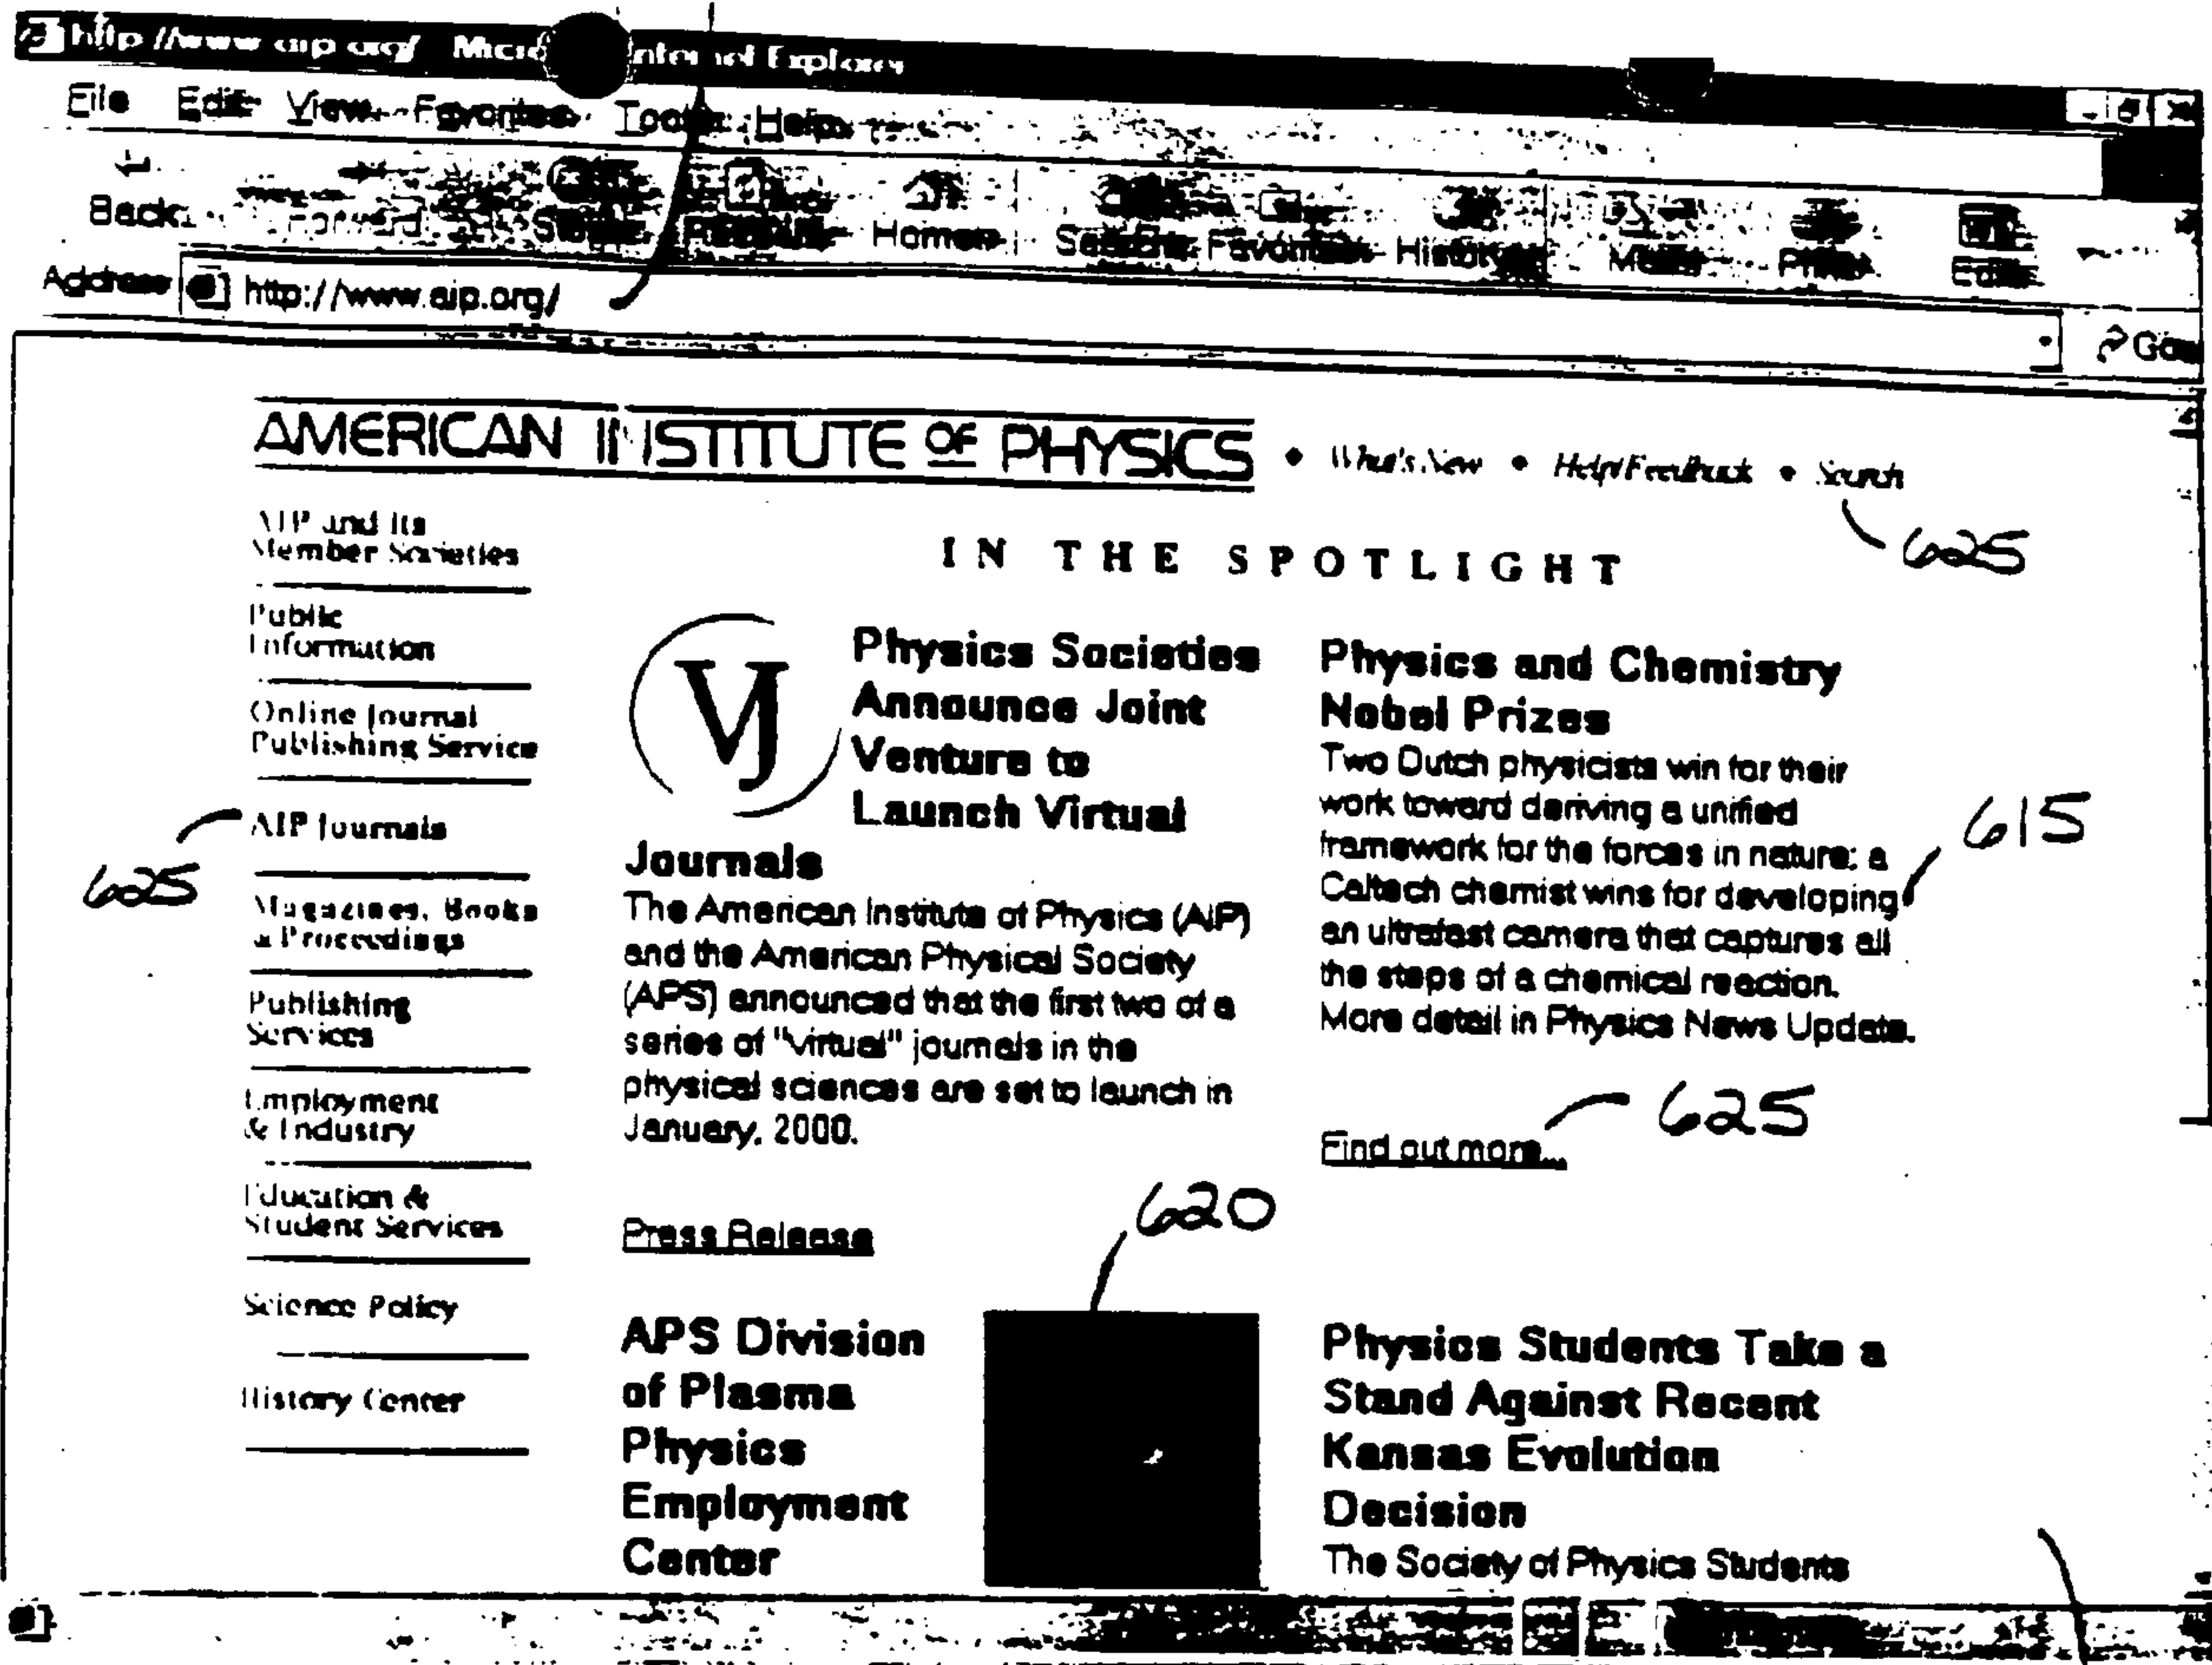 http://www.aip.org/ Internet Explorer
File Edit View Favorites Tools Help
Back Forward Stop Refresh Home Search Favorites History Mail Print Edit
Address http://www.aip.org/
Go
AMERICAN INSTITUTE OF PHYSICS • What's New • Help/Feedback • Search
625
AIP and Its
Member Societies
Public
Information
Online Journal
Publishing Service
AIP Journals
625
Magazines, Books
& Proceedings
Publishing
Services
Employment
& Industry
Education &
Student Services
Science Policy
History Center
IN THE SPOTLIGHT
VJ
Physics Societies
Announce Joint
Venture to
Launch Virtual
Journals
The American Institute of Physics (AIP)
and the American Physical Society
(APS) announced that the first two of a
series of "virtual" journals in the
physical sciences are set to launch in
January, 2000.
Press Release
Physics and Chemistry
Nobel Prizes
Two Dutch physicists win for their
work toward deriving a unified
framework for the forces in nature; a
Caltech chemist wins for developing
an ultrafast camera that captures all
the steps of a chemical reaction.
More detail in Physics News Update.
615
Find out more...
625
620
APS Division
of Plasma
Physics
Employment
Center
Physics Students Take a
Stand Against Recent
Kansas Evolution
Decision
The Society of Physics Students